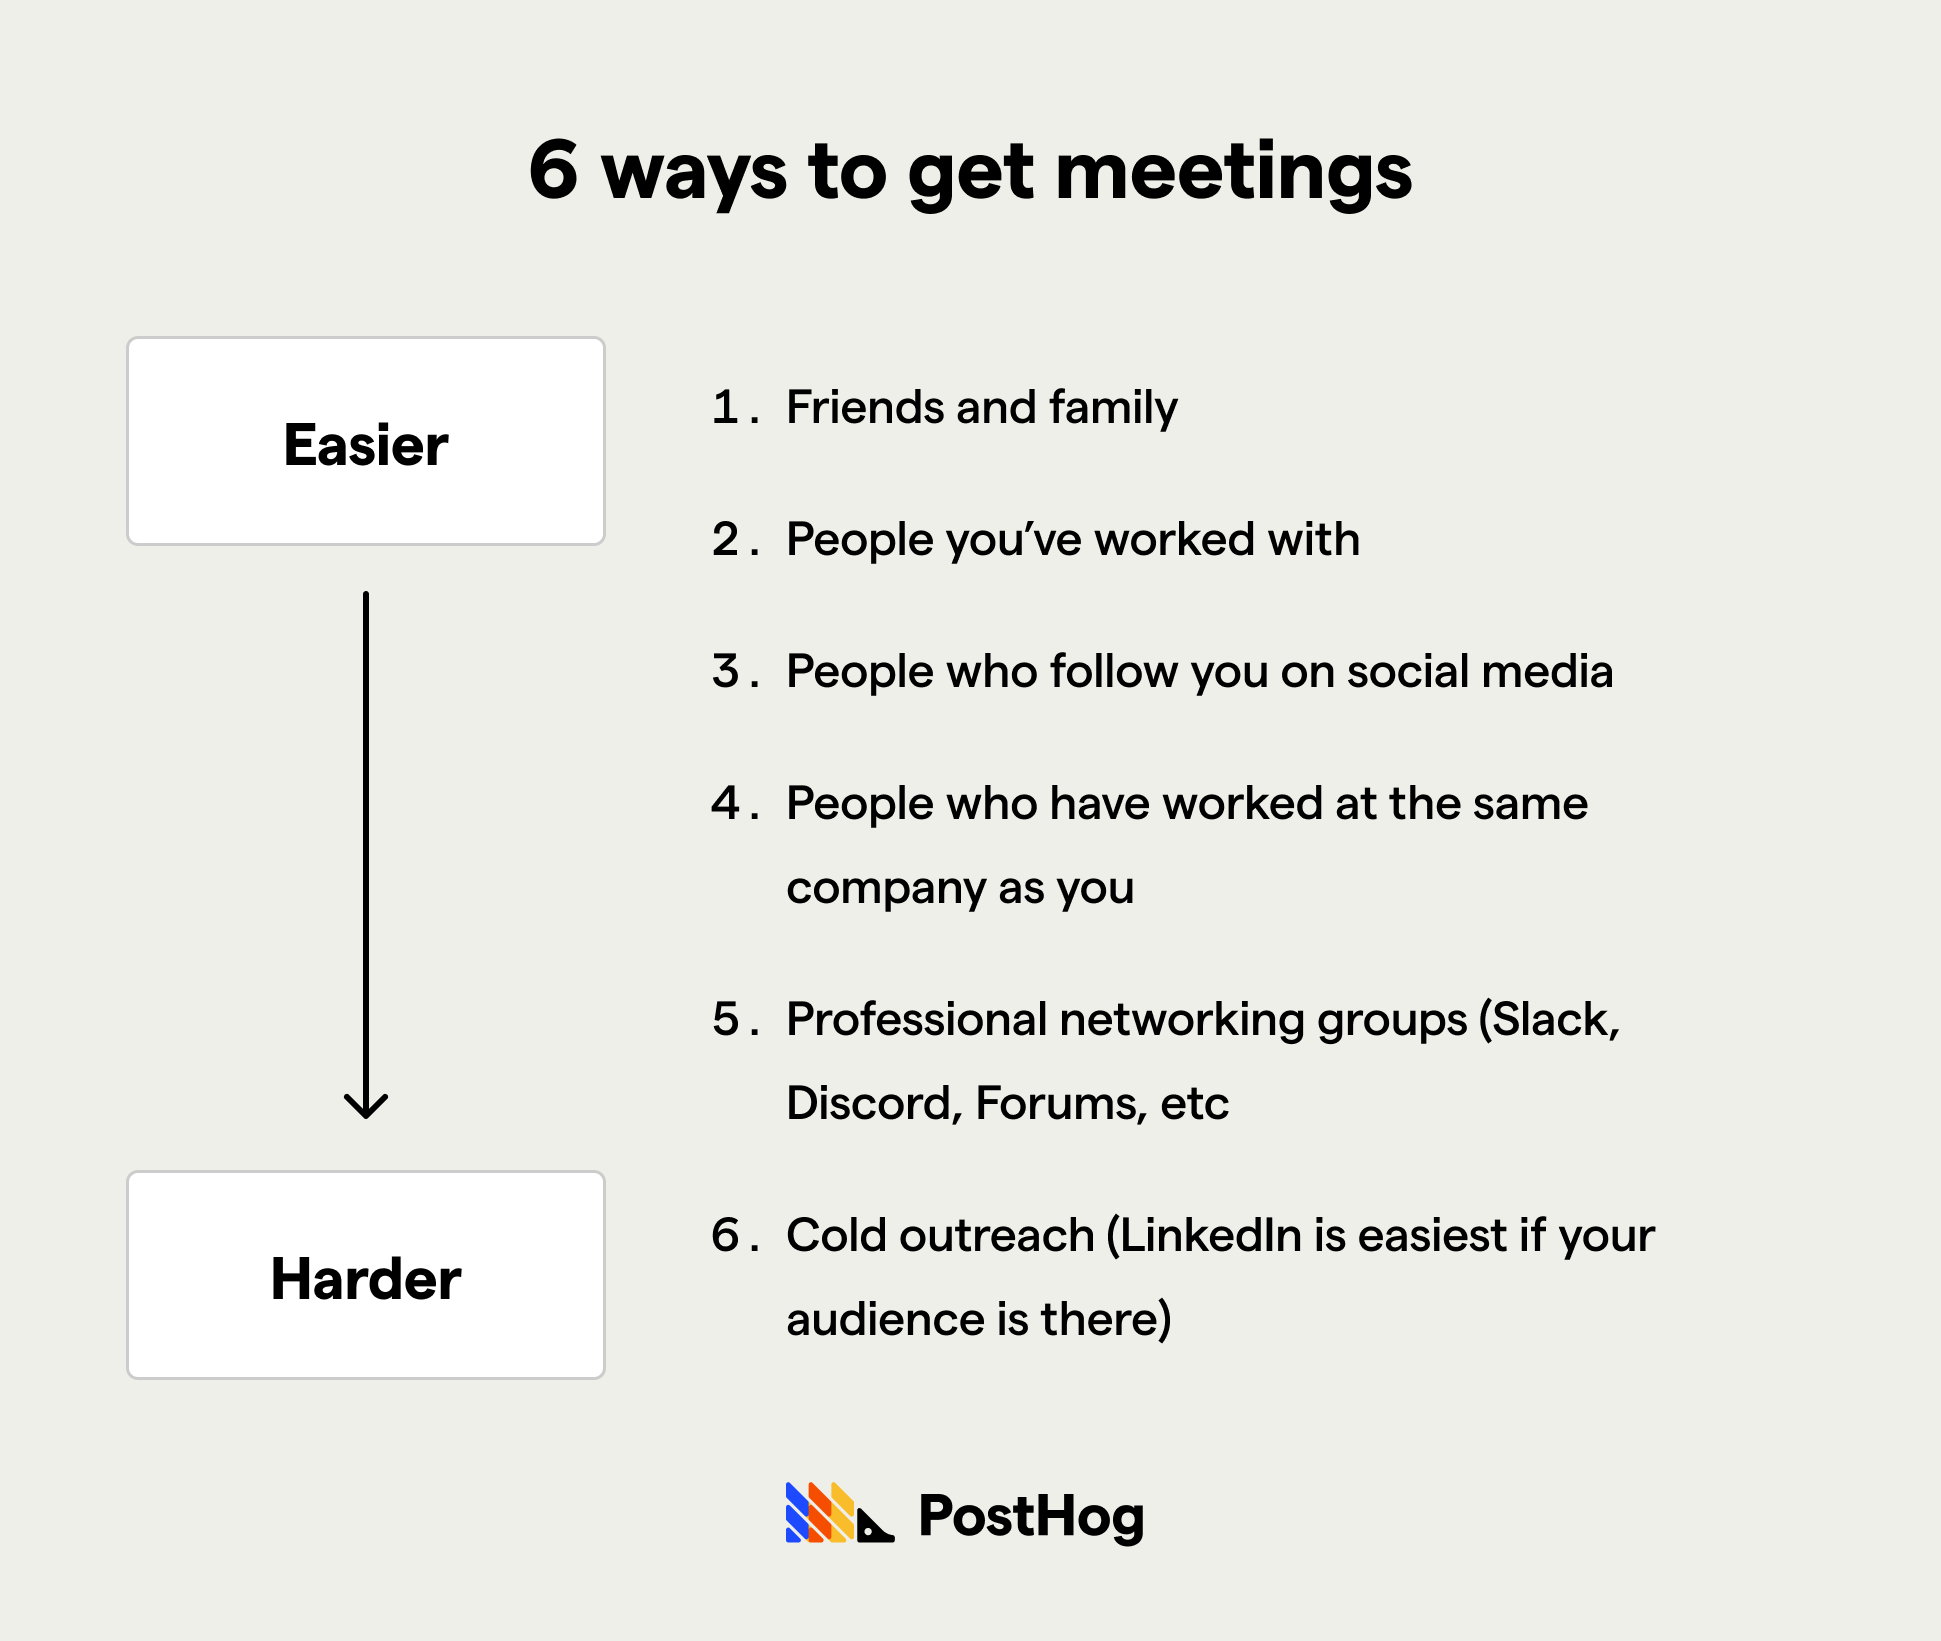 6 ways to get meetings
Easier
1. Friends and family
2. People you’ve worked with
3. People who follow you on social media
4. People who have worked at the same
company as you
5. Professional networking groups (Slack,
Discord, Forums, etc
Harder
6. Cold outreach (LinkedIn is easiest if your
audience is there)
PostHog